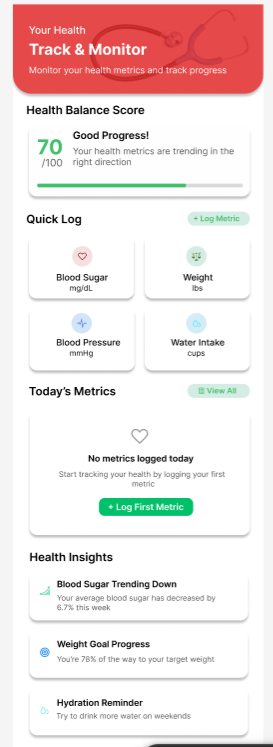 Your Health
Track & Monitor
Monitor your health metrics and track progress
Health Balance Score
Good Progress!
70
/100
Your health metrics are trending in the
right direction
Quick Log
+ Log Metric
Blood Sugar
mg/dL
Weight
lbs
Blood Pressure
mmHg
Water Intake
cups
Today's Metrics
View All
No metrics logged today
Start tracking your health by logging your first
metric
+ Log First Metric
Health Insights
Blood Sugar Trending Down
Your average blood sugar has decreased by
6.7% this week
Weight Goal Progress
You're 78% of the way to your target weight
Hydration Reminder
Try to drink more water on weekends